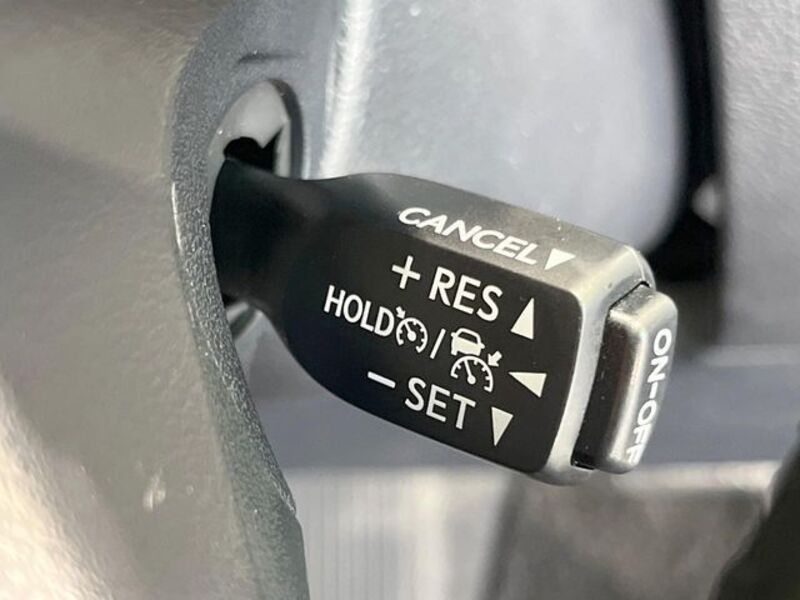 CANCEL
+ RES
HOLD /
- SET
ON-OFF